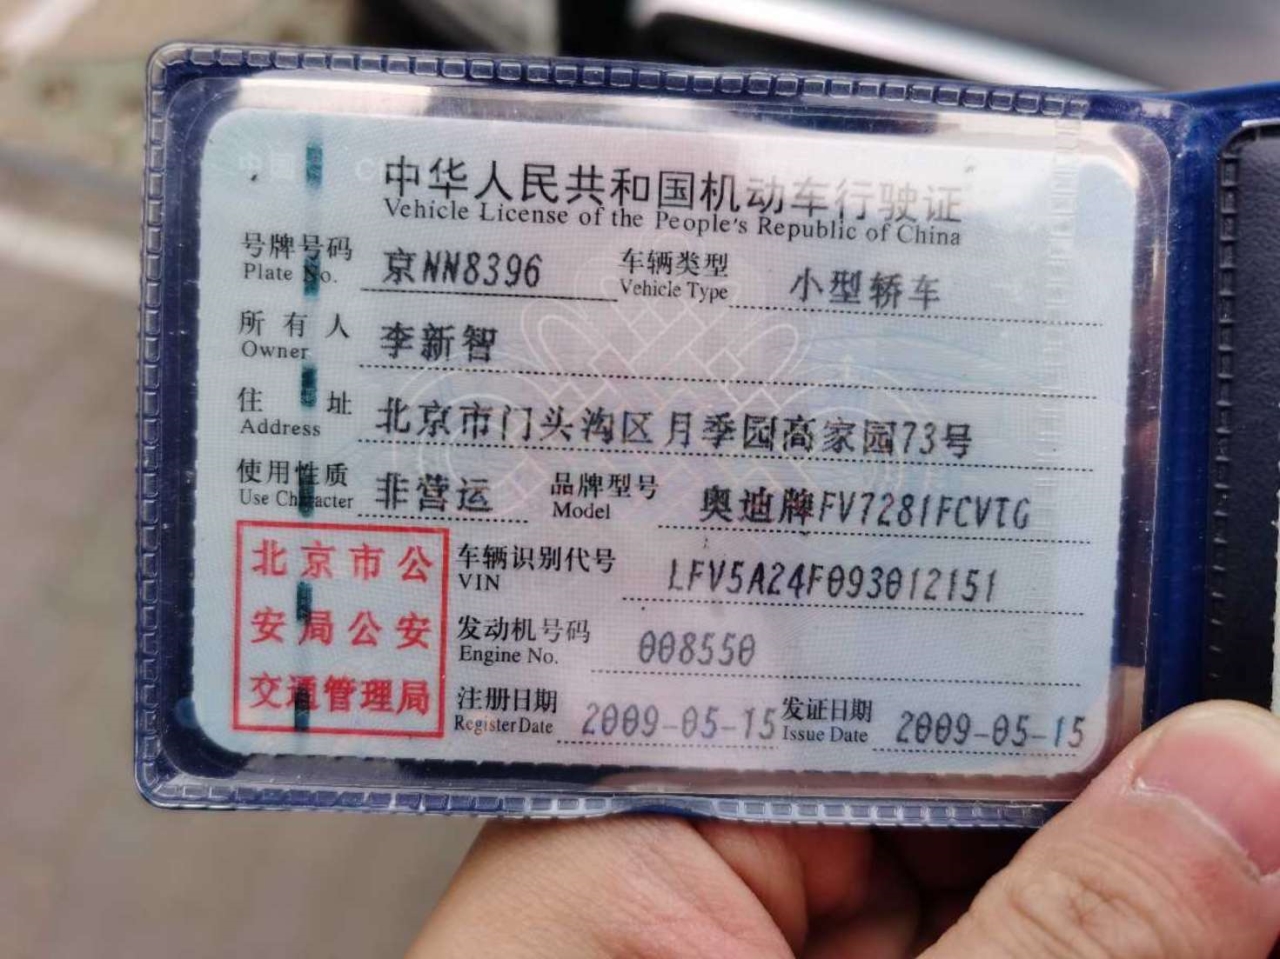 中华人民共和国机动车行驶证
Vehicle License of the People's Republic of China
号牌号码 京NN8396 车辆类型 小型轿车
Plate No. Vehicle Type
所有人 李新智
Owner
住址 北京市门头沟区月季园高家园73号
Address
使用性质 非营运 品牌型号 奥迪牌FV7281FCVTG
Use Character Model
北京市公 车辆识别代号 LFV5A24F093012151
VIN
安局公安 发动机号码 008550
Engine No.
交通管理局 注册日期 2009-05-15 发证日期 2009-05-15
Register Date Issue Date